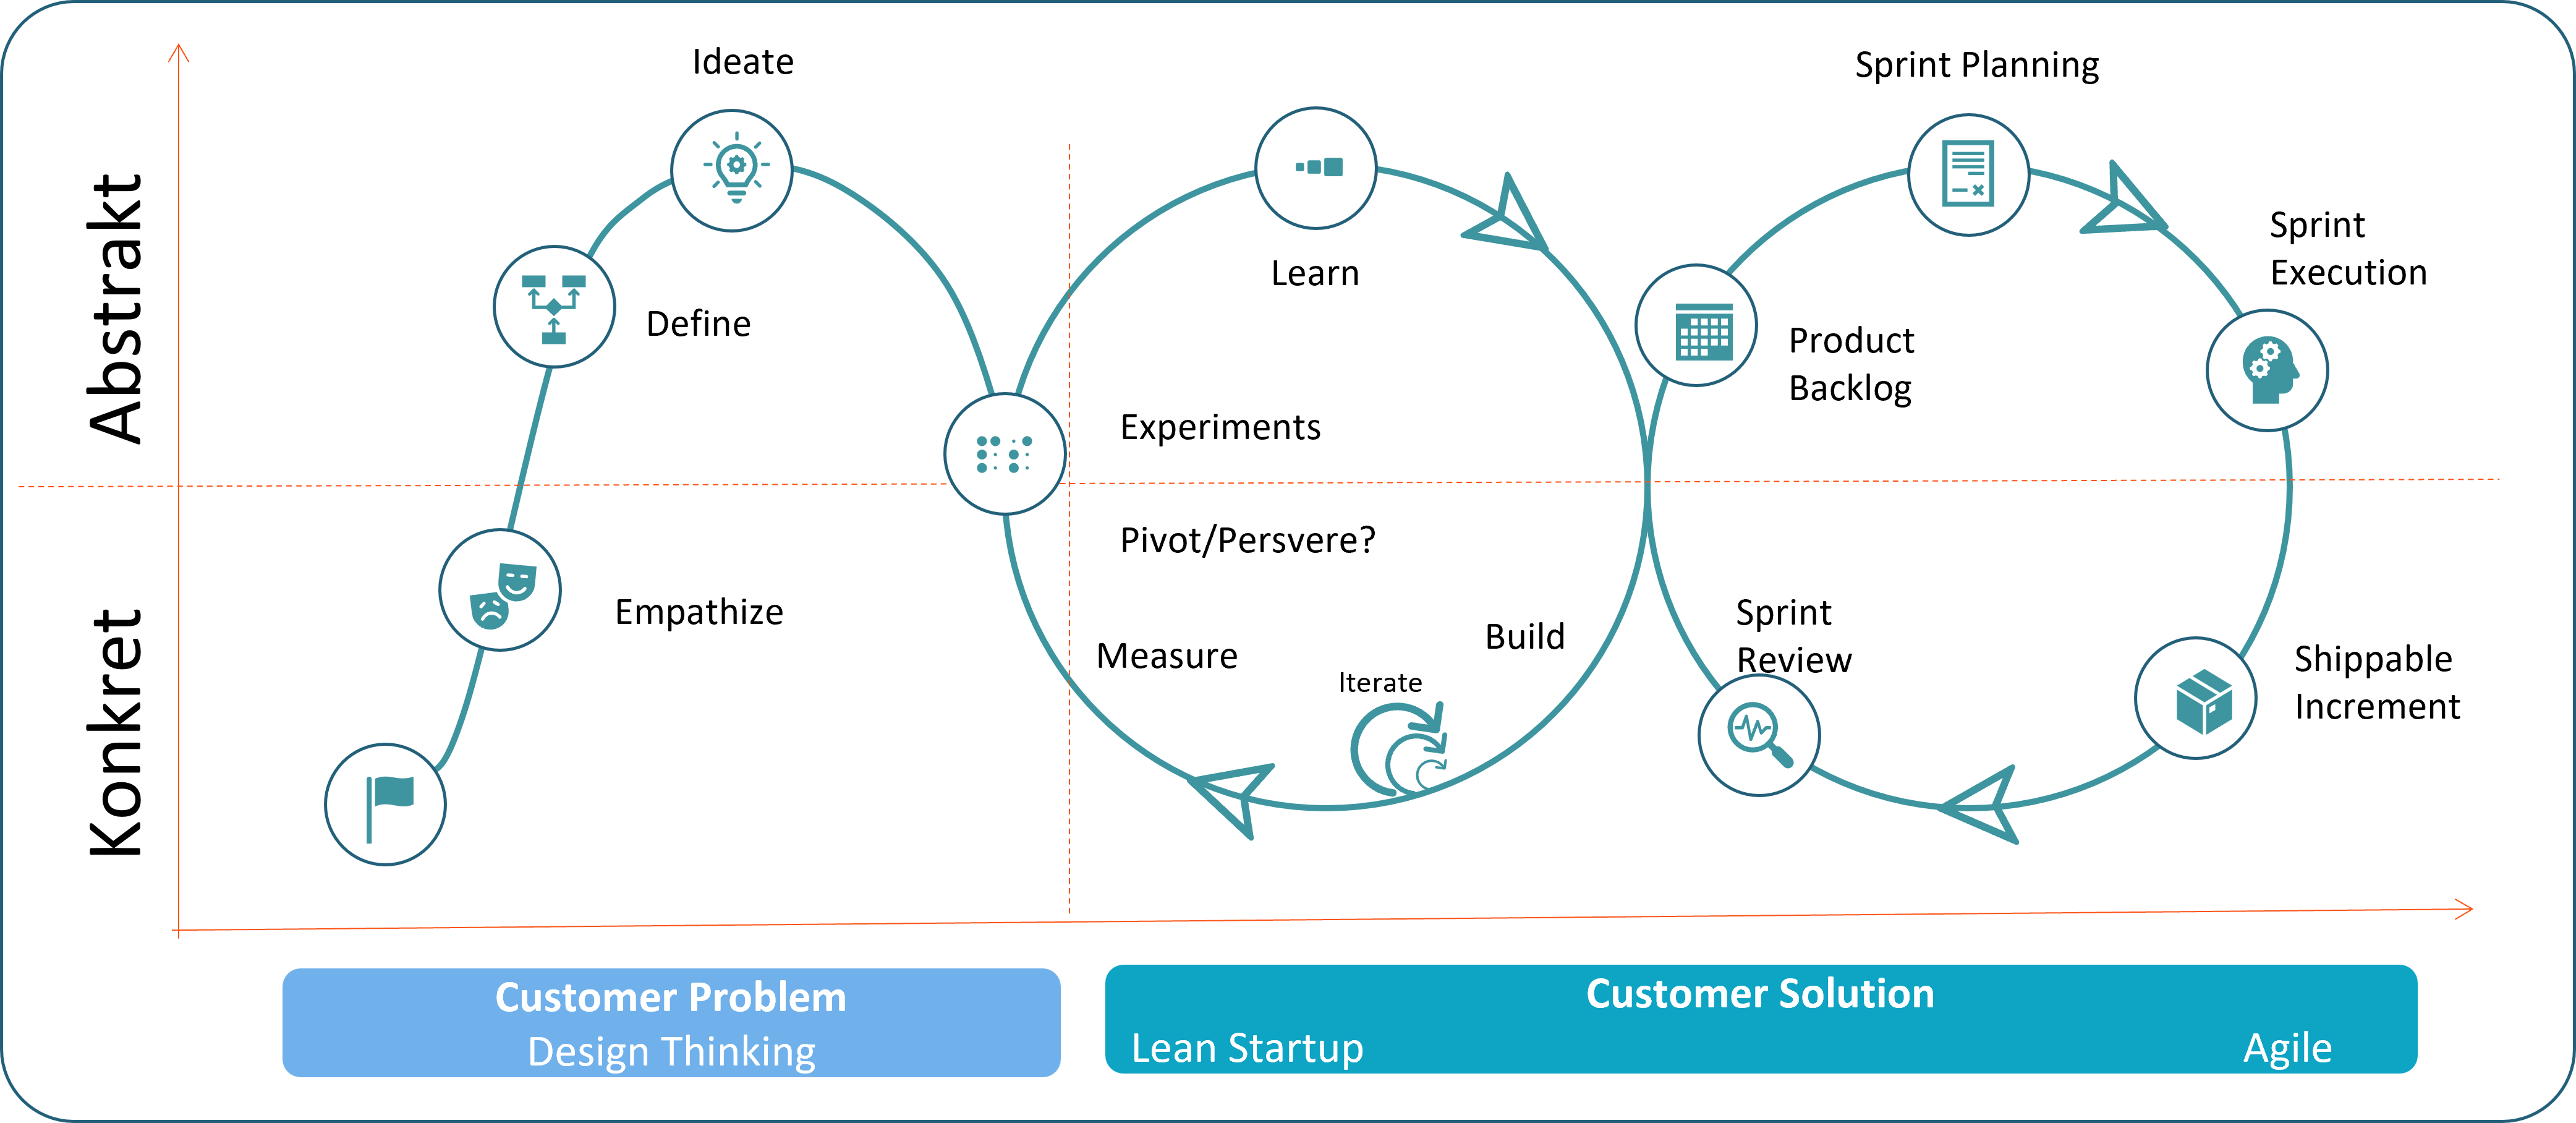 Abstrakt
Konkret
Ideate
Define
Empathize
Experiments
Pivot/Persvere?
Learn
Measure
Iterate
Build
Sprint Planning
Sprint
Execution
Product
Backlog
Sprint
Review
Shippable
Increment
Customer Problem
Design Thinking
Customer Solution
Lean Startup
Agile